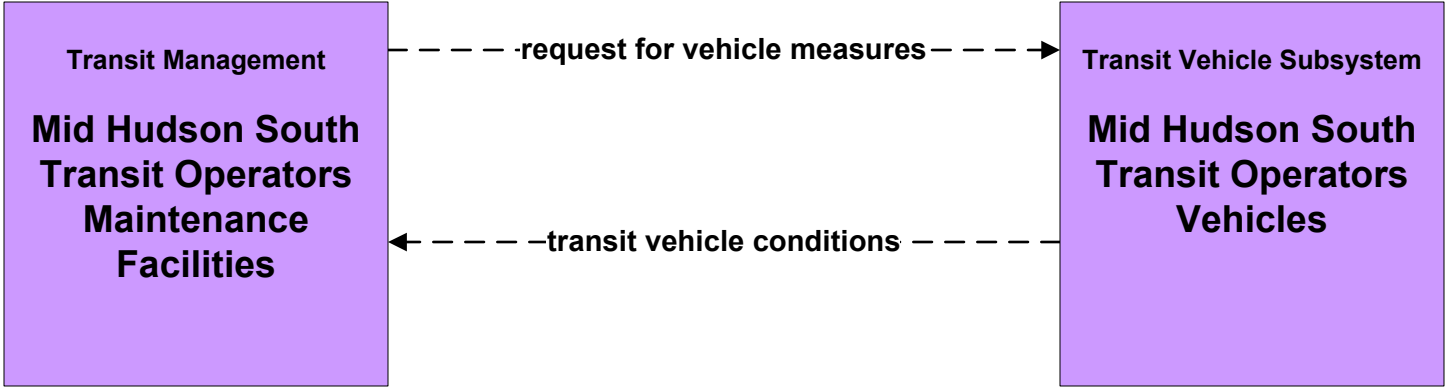 Transit Management
Mid Hudson South
Transit Operators
Maintenance
Facilities
request for vehicle measures
transit vehicle conditions
Transit Vehicle Subsystem
Mid Hudson South
Transit Operators
Vehicles